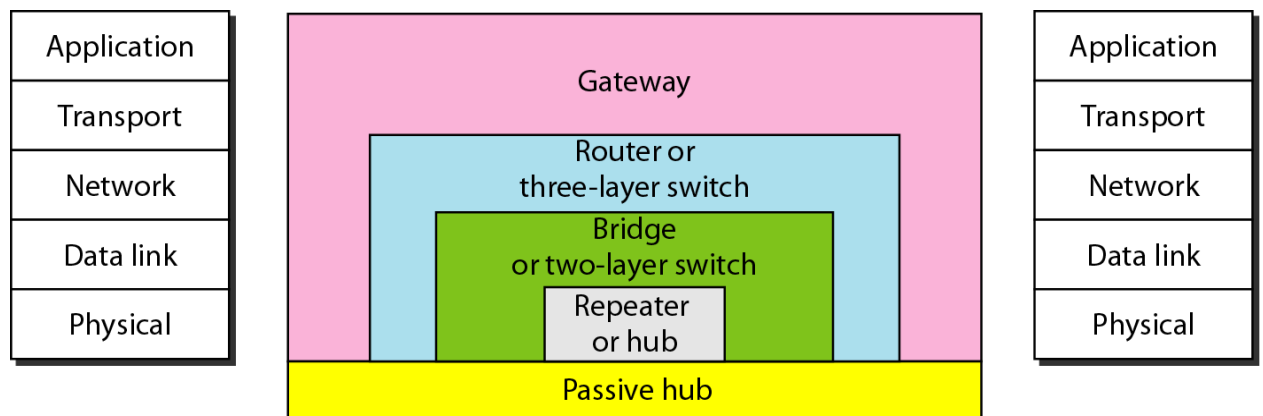 Application
Transport
Network
Data link
Physical
Gateway
Router or
three-layer switch
Bridge
or two-layer switch
Repeater
or hub
Passive hub
Application
Transport
Network
Data link
Physical